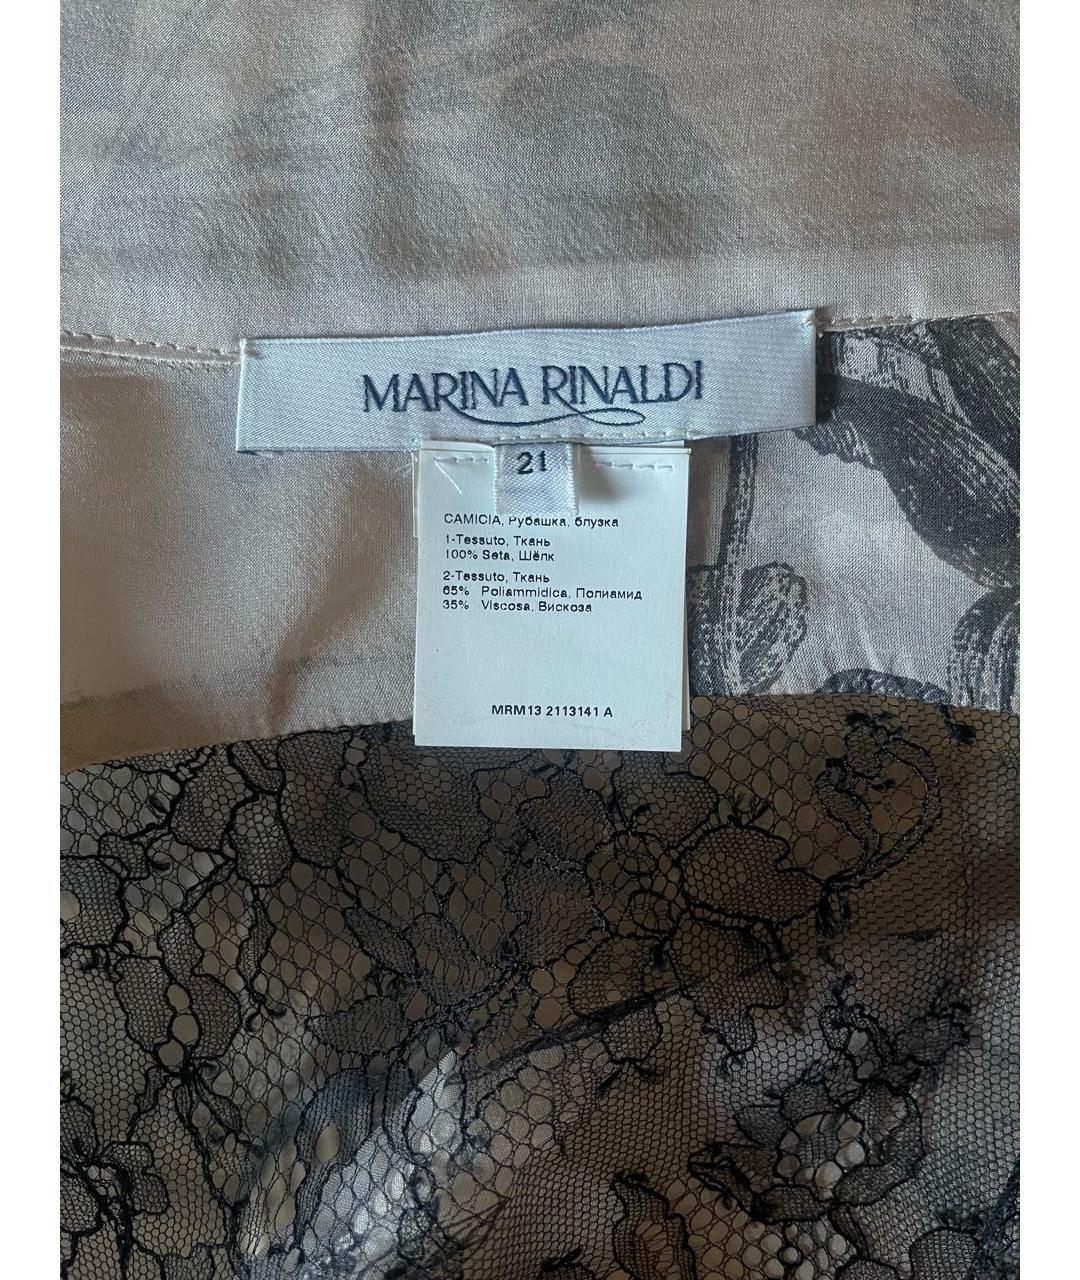 MARINA RINALDI
21
CAMICIA, Рубашка, блузка
1-Tessuto, Ткань
100% Seta, Шёлк
2-Tessuto, Ткань
65% Poliammidica, Полиамид
35% Viscosa, Вискоза
MRM13 2113141 A